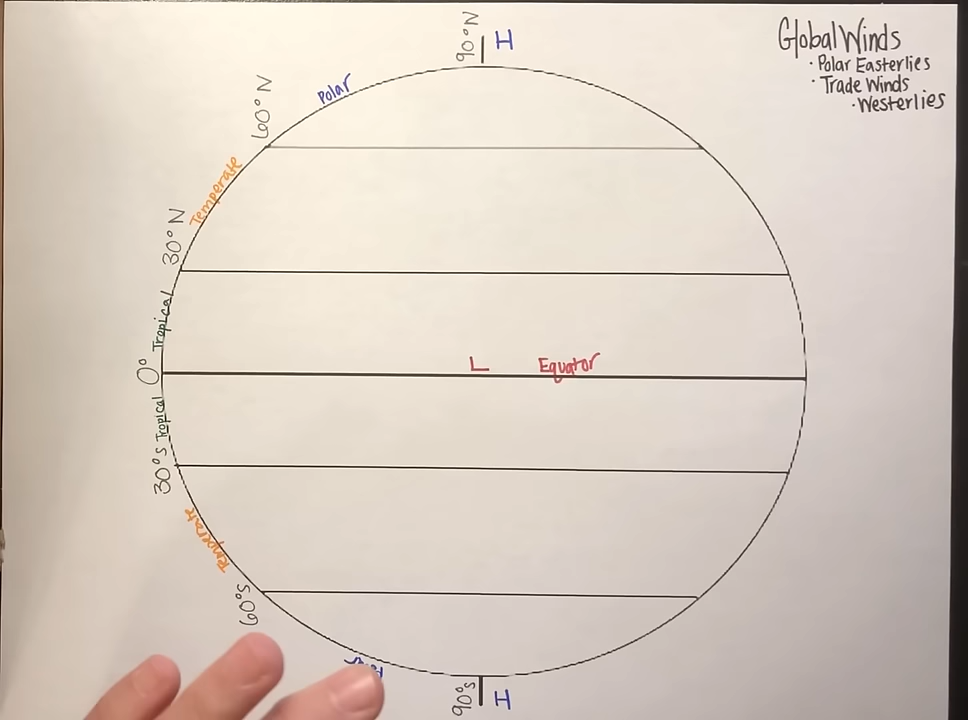 90°N
H
Global Winds
· Polar Easterlies
· Trade Winds
· Westerlies
60°N
Polar
Temperate
30°N
Tropical
0°
L
Equator
Tropical
30°S
Temperate
60°S
90°S
H